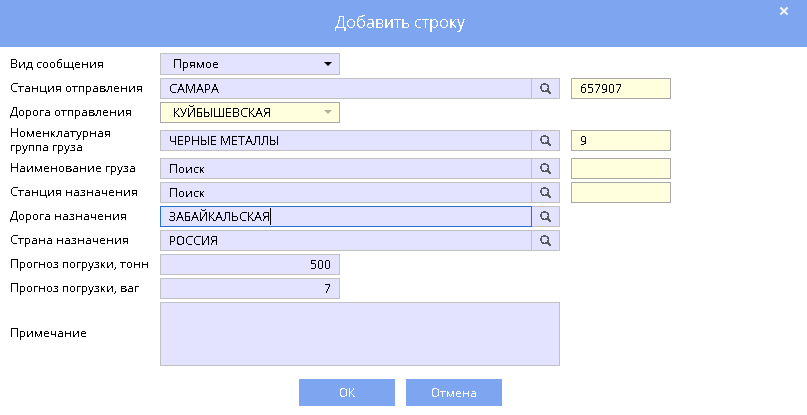 Добавить строку
Вид сообщения Прямое
Станция отправления САМАРА 657907
Дорога отправления КУЙБЫШЕВСКАЯ
Номенклатурная
группа груза ЧЕРНЫЕ МЕТАЛЛЫ 9
Наименование груза Поиск
Станция назначения Поиск
Дорога назначения ЗАБАЙКАЛЬСКАЯ
Страна назначения РОССИЯ
Прогноз погрузки, тонн 500
Прогноз погрузки, ваг 7
Примечание
ОК Отмена